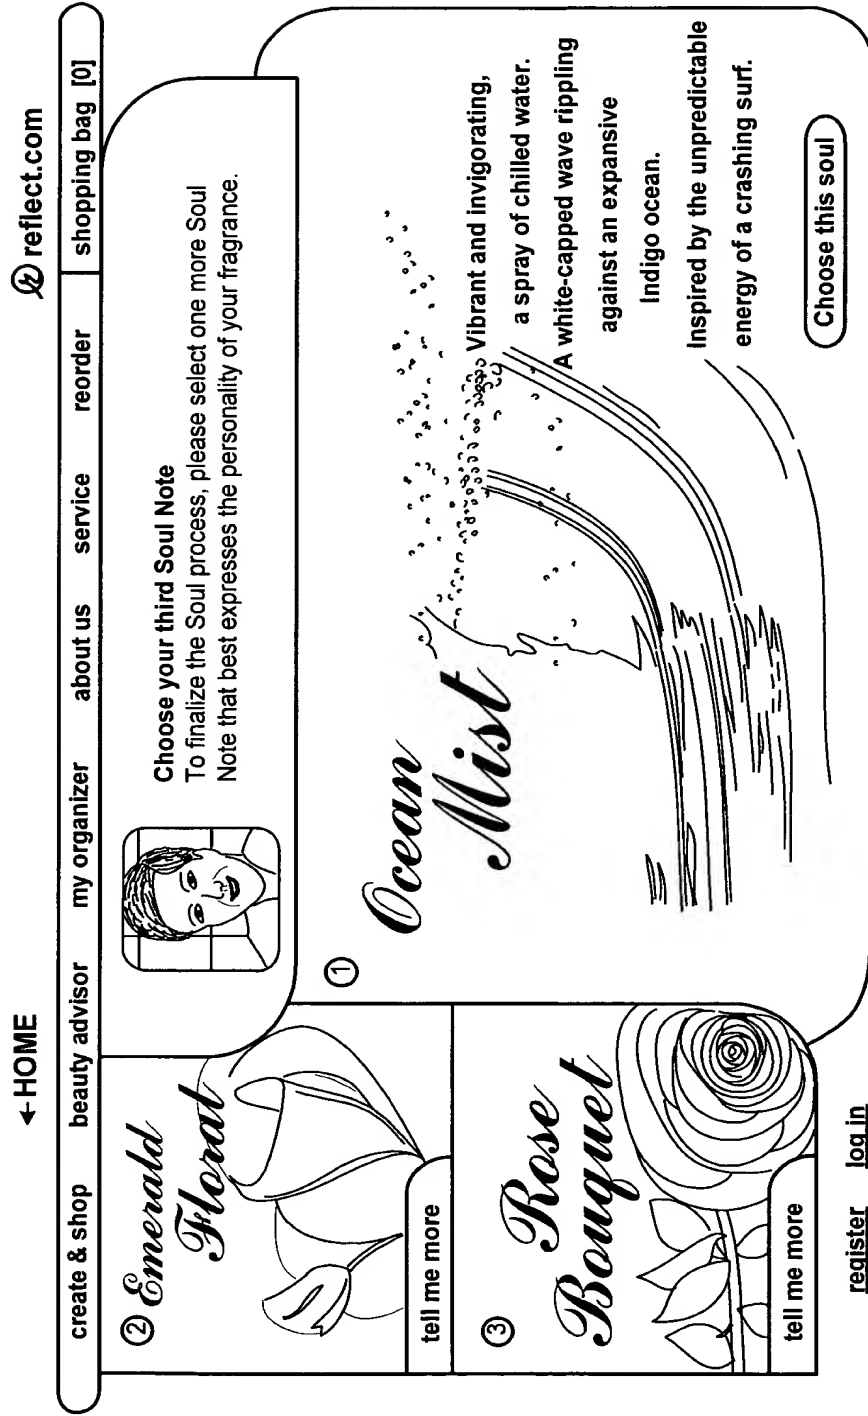 ←HOME
reflect.com
create & shop beauty advisor my organizer about us service reorder shopping bag [0]
Choose your third Soul Note
To finalize the Soul process, please select one more Soul
Note that best expresses the personality of your fragrance.
2
Emerald
Floral
tell me more
3
Rose
Bouquet
tell me more
1
Ocean
Mist
Vibrant and invigorating,
a spray of chilled water.
A white-capped wave rippling
against an expansive
Indigo ocean.
Inspired by the unpredictable
energy of a crashing surf.
Choose this soul
register log in